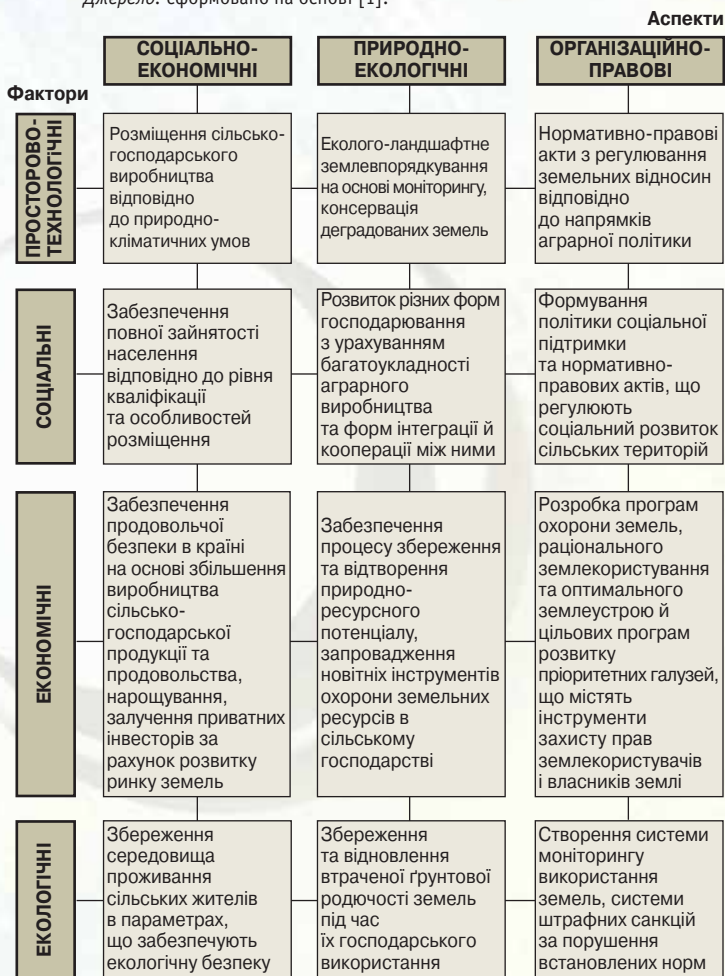 Джерело: сформовано на основі [1].
Аспекти
СОЦІАЛЬНО-
ЕКОНОМІЧНІ
ПРИРОДНО-
ЕКОЛОГІЧНІ
ОРГАНІЗАЦІЙНО-
ПРАВОВІ
Фактори
ПРОСТОРОВО-
ТЕХНОЛОГІЧНІ
Розміщення сільсько-
господарського
виробництва
відповідно
до природно-
кліматичних умов
Еколого-ландшафтне
землевпорядкування
на основі моніторингу,
консервація
деградованих земель
Нормативно-правові
акти з регулювання
земельних відносин
відповідно
до напрямків
аграрної політики
СОЦІАЛЬНІ
Забезпечення
повної зайнятості
населення
відповідно до рівня
кваліфікації
та особливостей
розміщення
Розвиток різних форм
господарювання
з урахуванням
багатоукладності
аграрного
виробництва
та форм інтеграції й
кооперації між ними
Формування
політики соціальної
підтримки
та нормативно-
правових актів, що
регулюють
соціальний розвиток
сільських територій
ЕКОНОМІЧНІ
Забезпечення
продовольчої
безпеки в країні
на основі збільшення
виробництва
сільсько-
господарської
продукції та
продовольства,
нарощування,
залучення приватних
інвесторів за
рахунок розвитку
ринку земель
Забезпечення
процесу збереження
та відтворення
природно-
ресурсного
потенціалу,
запровадження
новітніх інструментів
охорони земельних
ресурсів в
сільському
господарстві
Розробка програм
охорони земель,
раціонального
землекористування
та оптимального
землеустрою й
цільових програм
розвитку
пріоритетних галузей,
що містять
інструменти
захисту прав
землекористувачів
і власників землі
ЕКОЛОГІЧНІ
Збереження
середовища
проживання
сільських жителів
в параметрах,
що забезпечують
екологічну безпеку
Збереження
та відновлення
втраченої ґрунтової
родючості земель
під час
їх господарського
використання
Створення системи
моніторингу
використання
земель, системи
штрафних санкцій
за порушення
встановлених норм